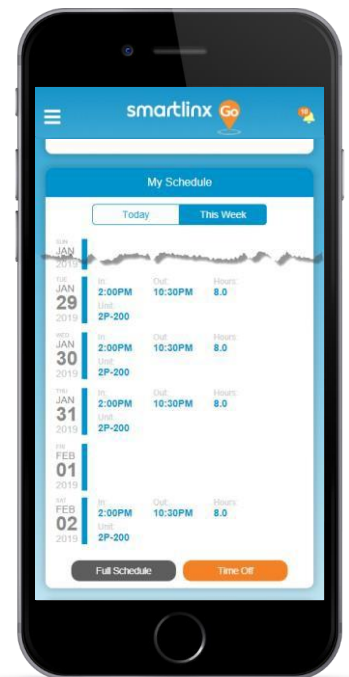 smartlinx Go
10
My Schedule
Today This Week
SUN
JAN
2019
TUE
JAN In: Out: Hours:
29 2:00PM 10:30PM 8.0
2019 Unit:
2P-200
WED
JAN In: Out: Hours:
30 2:00PM 10:30PM 8.0
2019 Unit:
2P-200
THU
JAN In: Out: Hours:
31 2:00PM 10:30PM 8.0
2019 Unit:
2P-200
FRI
FEB
01
2019
SAT
FEB In: Out: Hours:
02 2:00PM 10:30PM 8.0
2019 Unit:
2P-200
Full Schedule Time Off